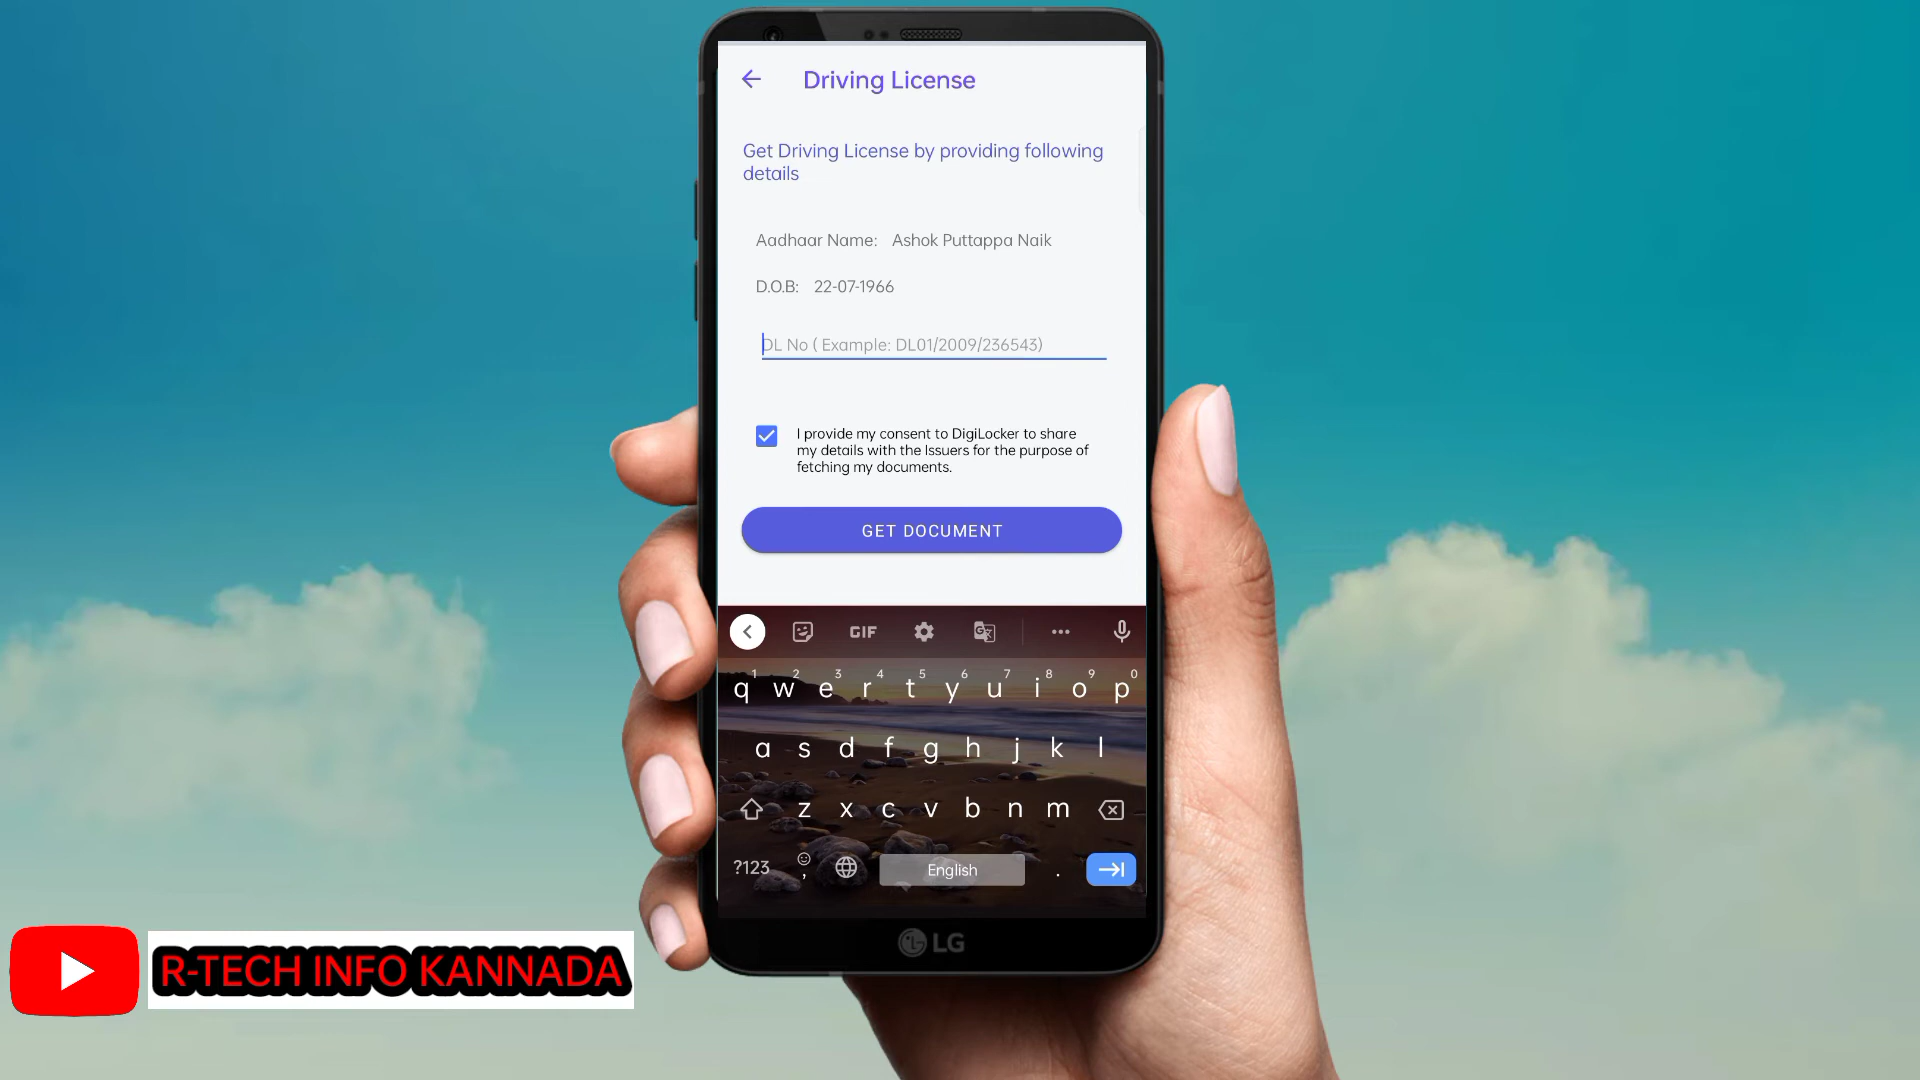 Driving License
Get Driving License by providing following
details
Aadhaar Name: Ashok Puttappa Naik
D.O.B: 22-07-1966
DL No ( Example: DL01/2009/236543)
I provide my consent to DigiLocker to share
my details with the Issuers for the purpose of
fetching my documents.
GET DOCUMENT
GIF
1 2 3 4 5 6 7 8 9 0
q w e r t y u i o p
a s d f g h j k l
z x c v b n m
?123 , English .
LG
R-TECH INFO KANNADA